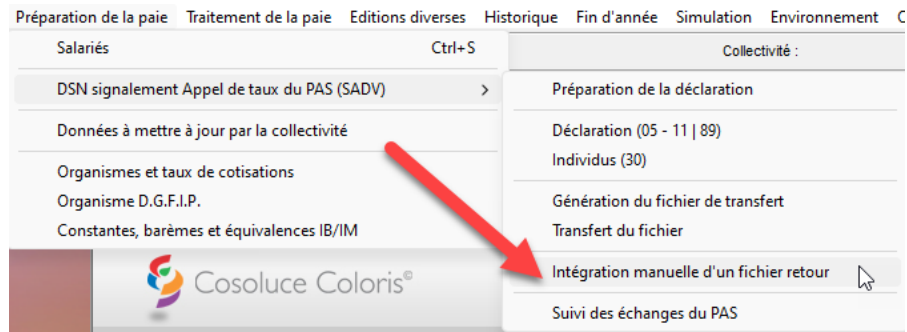 Préparation de la paie Traitement de la paie Editions diverses Historique Fin d'année Simulation Environnement
Salariés Ctrl+S
DSN signalement Appel de taux du PAS (SADV) >
Données à mettre à jour par la collectivité
Organismes et taux de cotisations
Organisme D.G.F.I.P.
Constantes, barèmes et équivalences IB/IM
Cosoluce Coloris©
Collectivité :
Préparation de la déclaration
Déclaration (05 - 11 | 89)
Individus (30)
Génération du fichier de transfert
Transfert du fichier
Intégration manuelle d'un fichier retour
Suivi des échanges du PAS